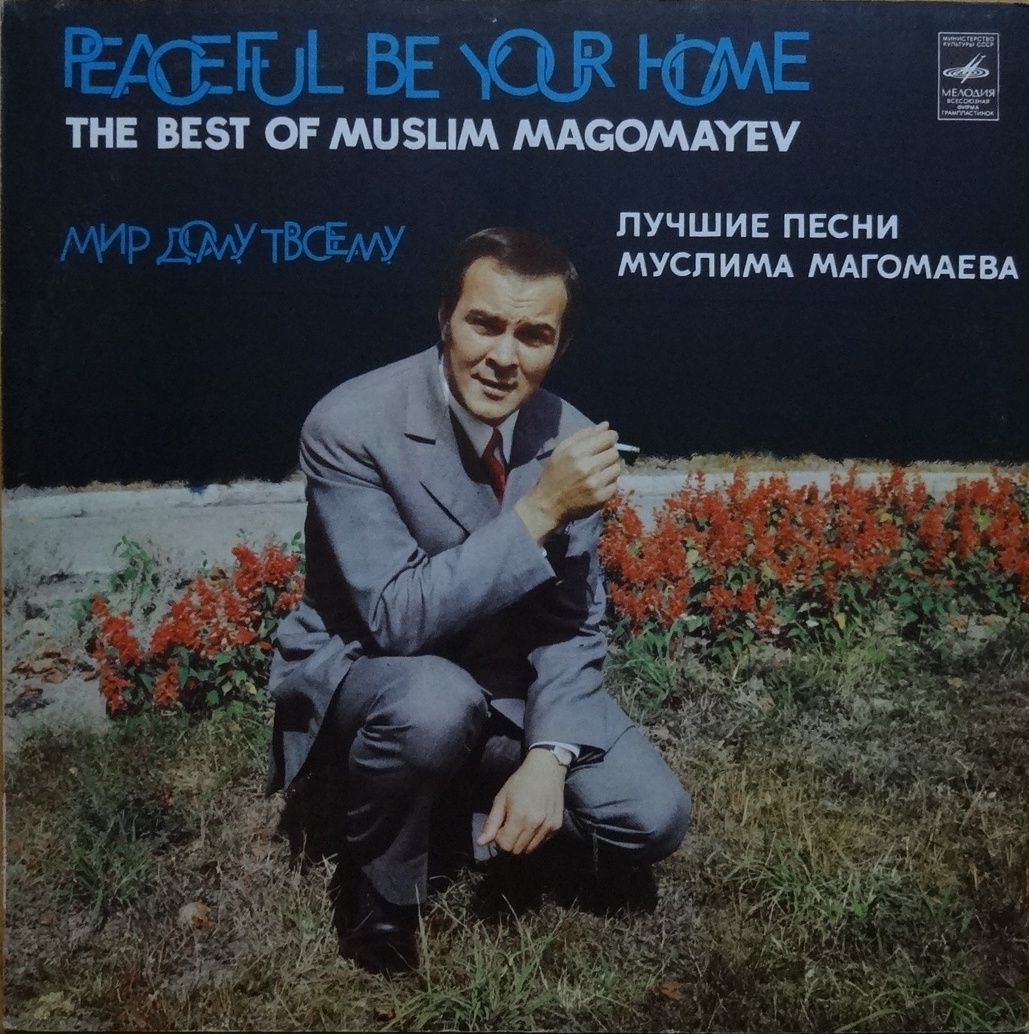 PEACEFUL BE YOUR HOME
THE BEST OF MUSLIM MAGOMAYEV
МИНИСТЕРСТВО
КУЛЬТУРЫ СССР
МЕЛОДИЯ
ВСЕСОЮЗНАЯ
ФИРМА
ГРАМПЛАСТИНОК
МИР ДОМУ ТВОЕМУ
ЛУЧШИЕ ПЕСНИ
МУСЛИМА МАГОМАЕВА